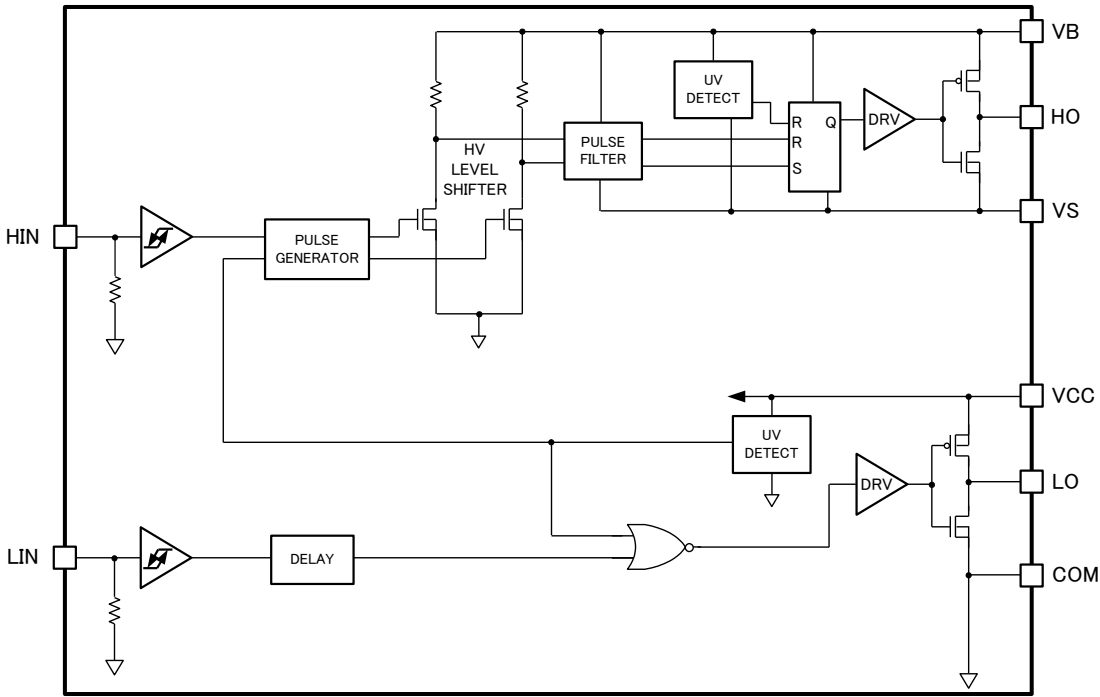 VB
UV
DETECT
R
R
S
Q
DRV
HO
HV
LEVEL
SHIFTER
PULSE
FILTER
VS
HIN
PULSE
GENERATOR
VCC
UV
DETECT
DRV
LO
LIN
DELAY
COM